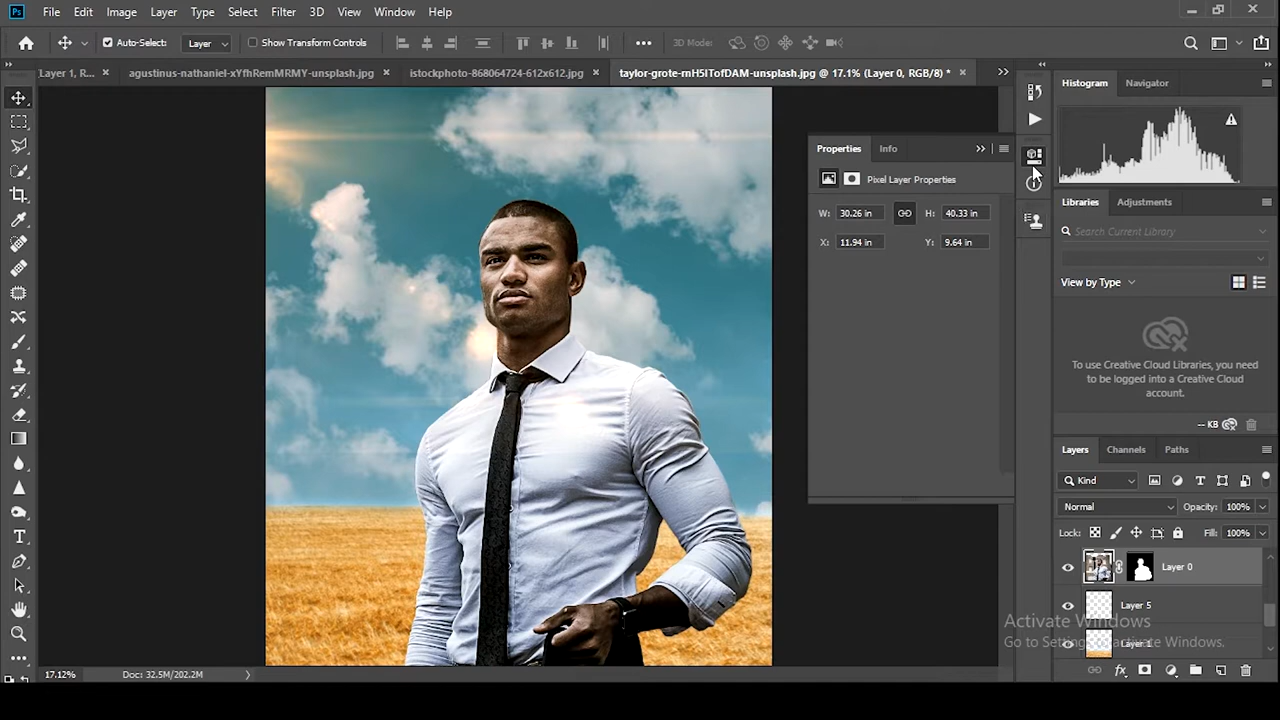 Ps File Edit Image Layer Type Select Filter 3D View Window Help
Auto-Select: Layer Show Transform Controls 3D Mode:
Layer 1, R... × agustinus-nathaniel-xYfhRemMRMY-unsplash.jpg × istockphoto-868064724-612x612.jpg × taylor-grote-mH5ITofDAM-unsplash.jpg @ 17.1% (Layer 0, RGB/8) * ×
Histogram Navigator
Properties Info
Pixel Layer Properties
W: 30.26 in H: 40.33 in
X: 11.94 in Y: 9.64 in
Libraries Adjustments
Search Current Library
View by Type
To use Creative Cloud Libraries, you need
to be logged into a Creative Cloud
account.
-- KB
Layers Channels Paths
Kind
Normal Opacity: 100%
Lock: Fill: 100%
Layer 0
Layer 5
Activate Windows
Go to Settings to activate Windows.
Layer 1
17.12% Doc: 32.5M/202.2M